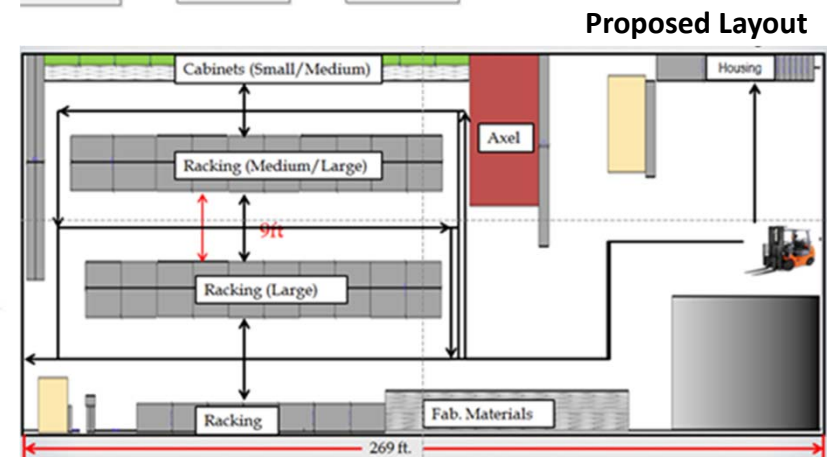 Proposed Layout
Cabinets (Small/Medium)
Housing
Axel
Racking (Medium/Large)
9ft
Racking (Large)
Racking
Fab. Materials
269 ft.